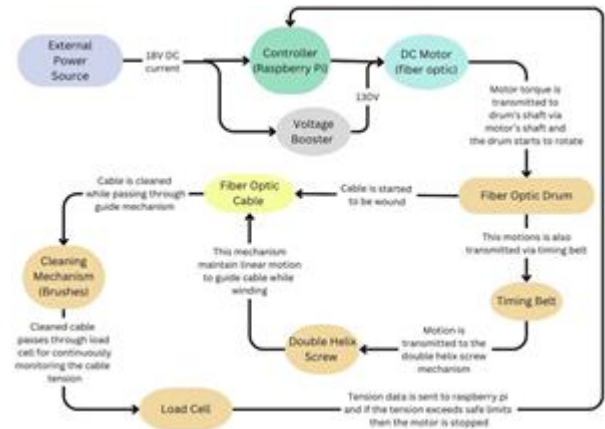 External
Power
Source
18V DC
current
Controller
(Raspberry Pi)
DC Motor
(fiber optic)
130V
Voltage
Booster
Motor torque is
transmitted to
drum's shaft via
motor's shaft and
the drum starts to rotate
Cable is cleaned
while passing through
guide mechanism
Fiber Optic
Cable
Cable is started
to be wound
Fiber Optic Drum
This motions is also
transmitted via timing belt
Cleaning
Mechanism
(Brushes)
This mechanism
maintain linear motion
to guide cable while
winding
Timing Belt
Cleaned cable
passes through load
cell for continuously
monitoring the cable
tension
Double Helix
Screw
Motion is
transmitted to the
double helix screw
mechanism
Load Cell
Tension data is sent to raspberry pi
and if the tension exceeds safe limits
then the motor is stopped